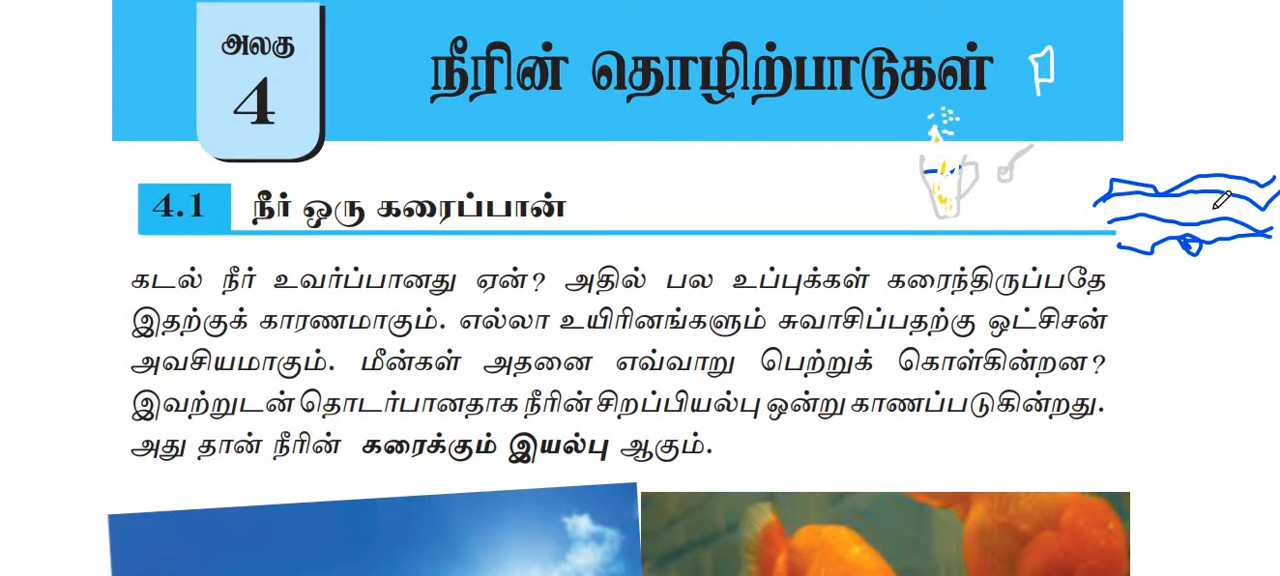 அலகு
4
நீரின் தொழிற்பாடுகள்
4.1 நீர் ஒரு கரைப்பான்
கடல் நீர் உவர்ப்பானது ஏன்? அதில் பல உப்புக்கள் கரைந்திருப்பதே
இதற்குக் காரணமாகும். எல்லா உயிரினங்களும் சுவாசிப்பதற்கு ஒட்சிசன்
அவசியமாகும். மீன்கள் அதனை எவ்வாறு பெற்றுக் கொள்கின்றன?
இவற்றுடன் தொடர்பானதாக நீரின் சிறப்பியல்பு ஒன்று காணப்படுகின்றது.
அது தான் நீரின் கரைக்கும் இயல்பு ஆகும்.